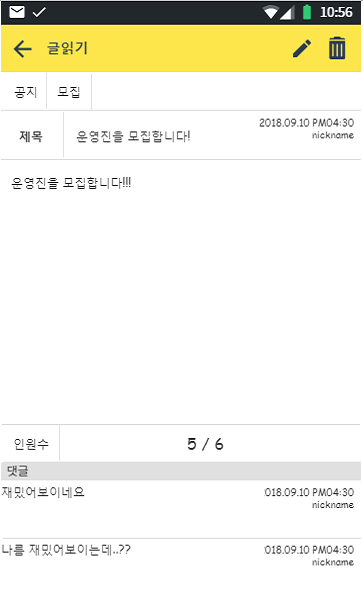 10:56
글읽기
공지 모집
제목 운영진을 모집합니다! 2018.09.10 PM04:30
nickname
운영진을 모집합니다!!!
인원수 5 / 6
댓글
재밌어보이네요 018.09.10 PM04:30
nickname
나름 재밌어보이는데..?? 018.09.10 PM04:30
nickname